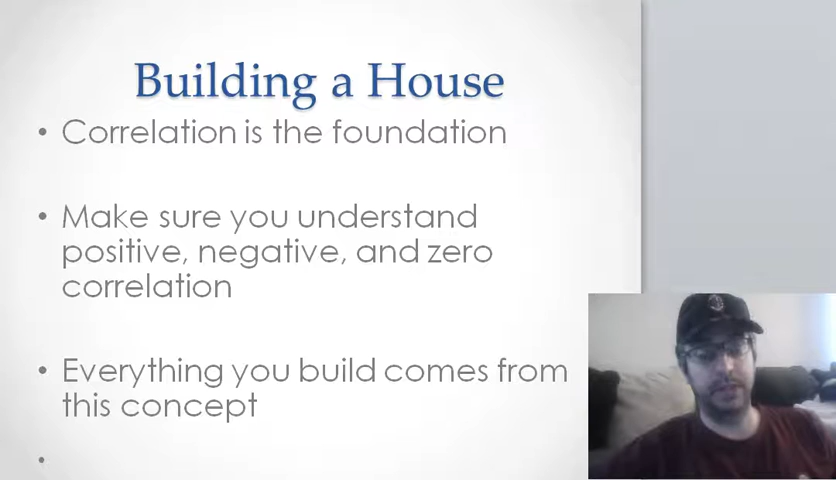 Building a House
• Correlation is the foundation
• Make sure you understand
positive, negative, and zero
correlation
• Everything you build comes from
this concept
•